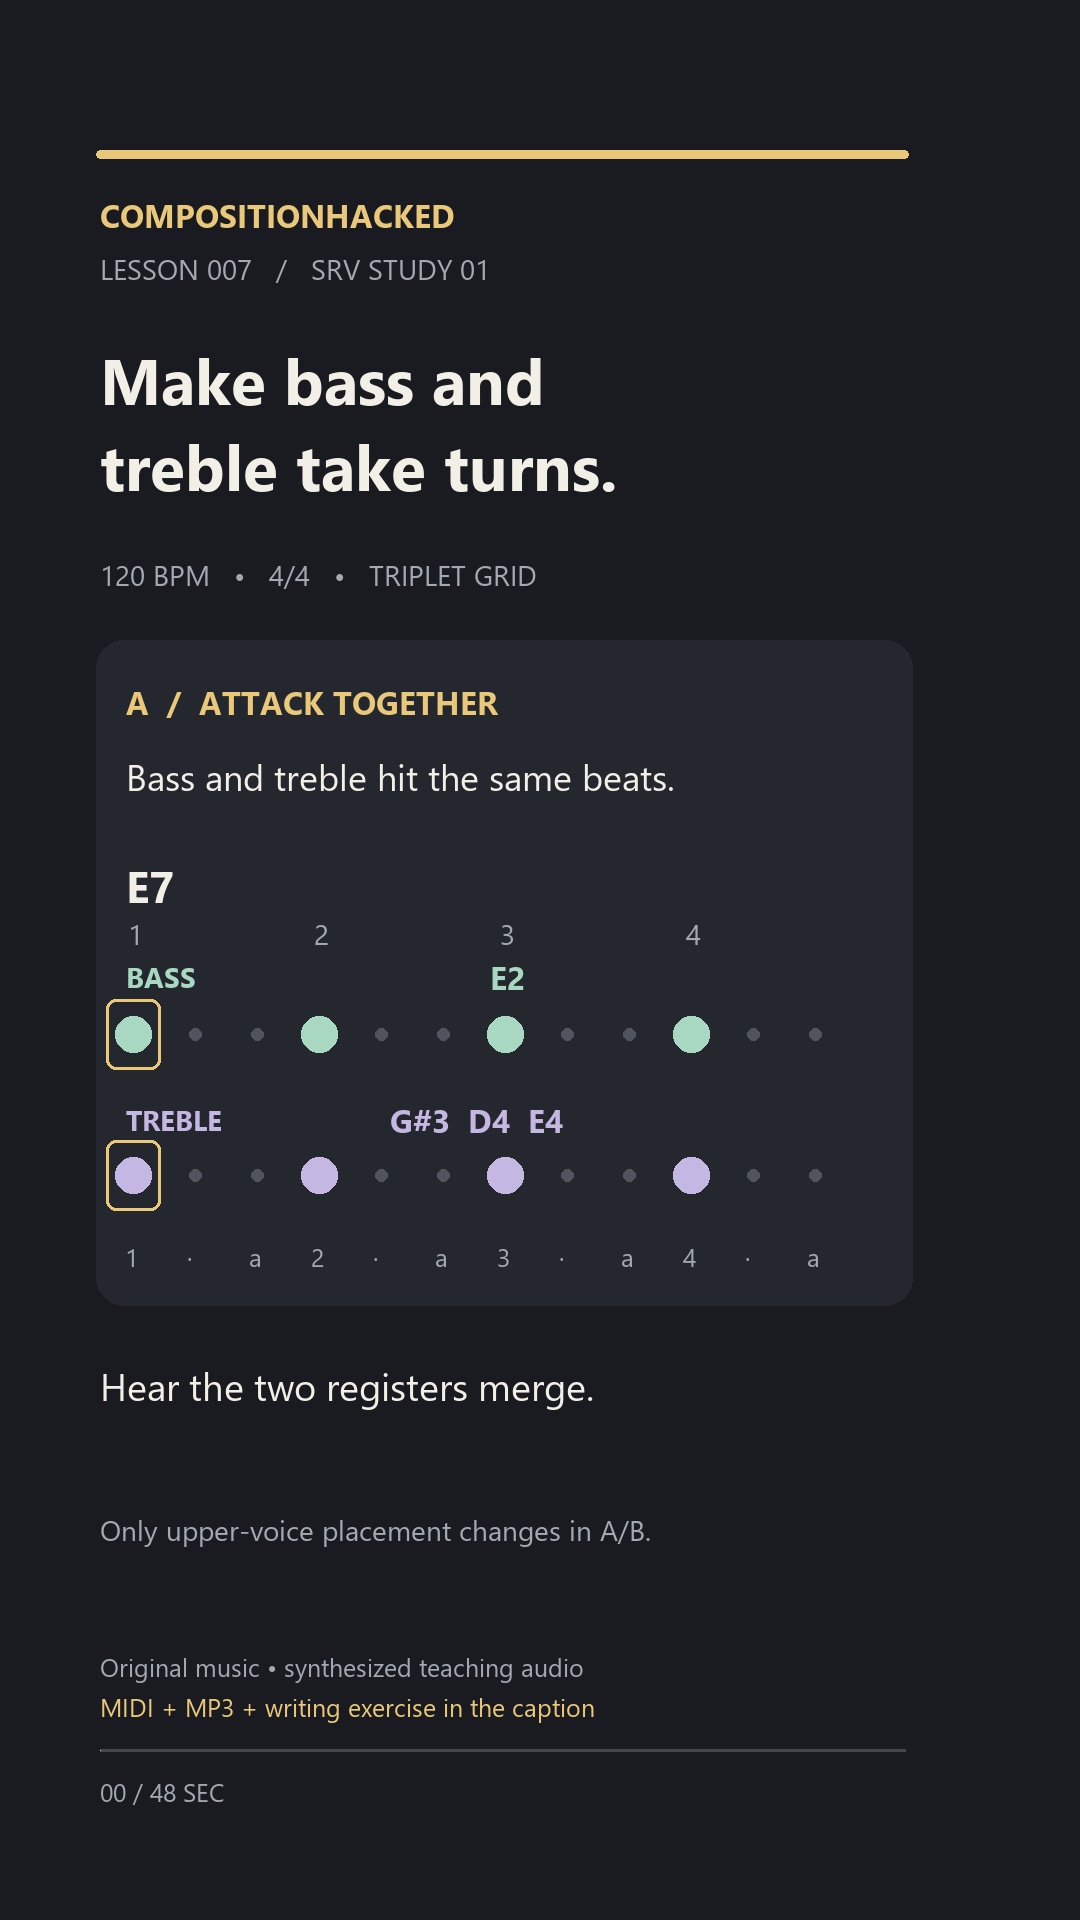 COMPOSITIONHACKED
LESSON 007 / SRV STUDY 01
Make bass and
treble take turns.
120 BPM • 4/4 • TRIPLET GRID
A / ATTACK TOGETHER
Bass and treble hit the same beats.
E7
1 2 3 4
BASS E2
TREBLE G#3 D4 E4
1 · a 2 · a 3 · a 4 · a
Hear the two registers merge.
Only upper-voice placement changes in A/B.
Original music • synthesized teaching audio
MIDI + MP3 + writing exercise in the caption
00 / 48 SEC